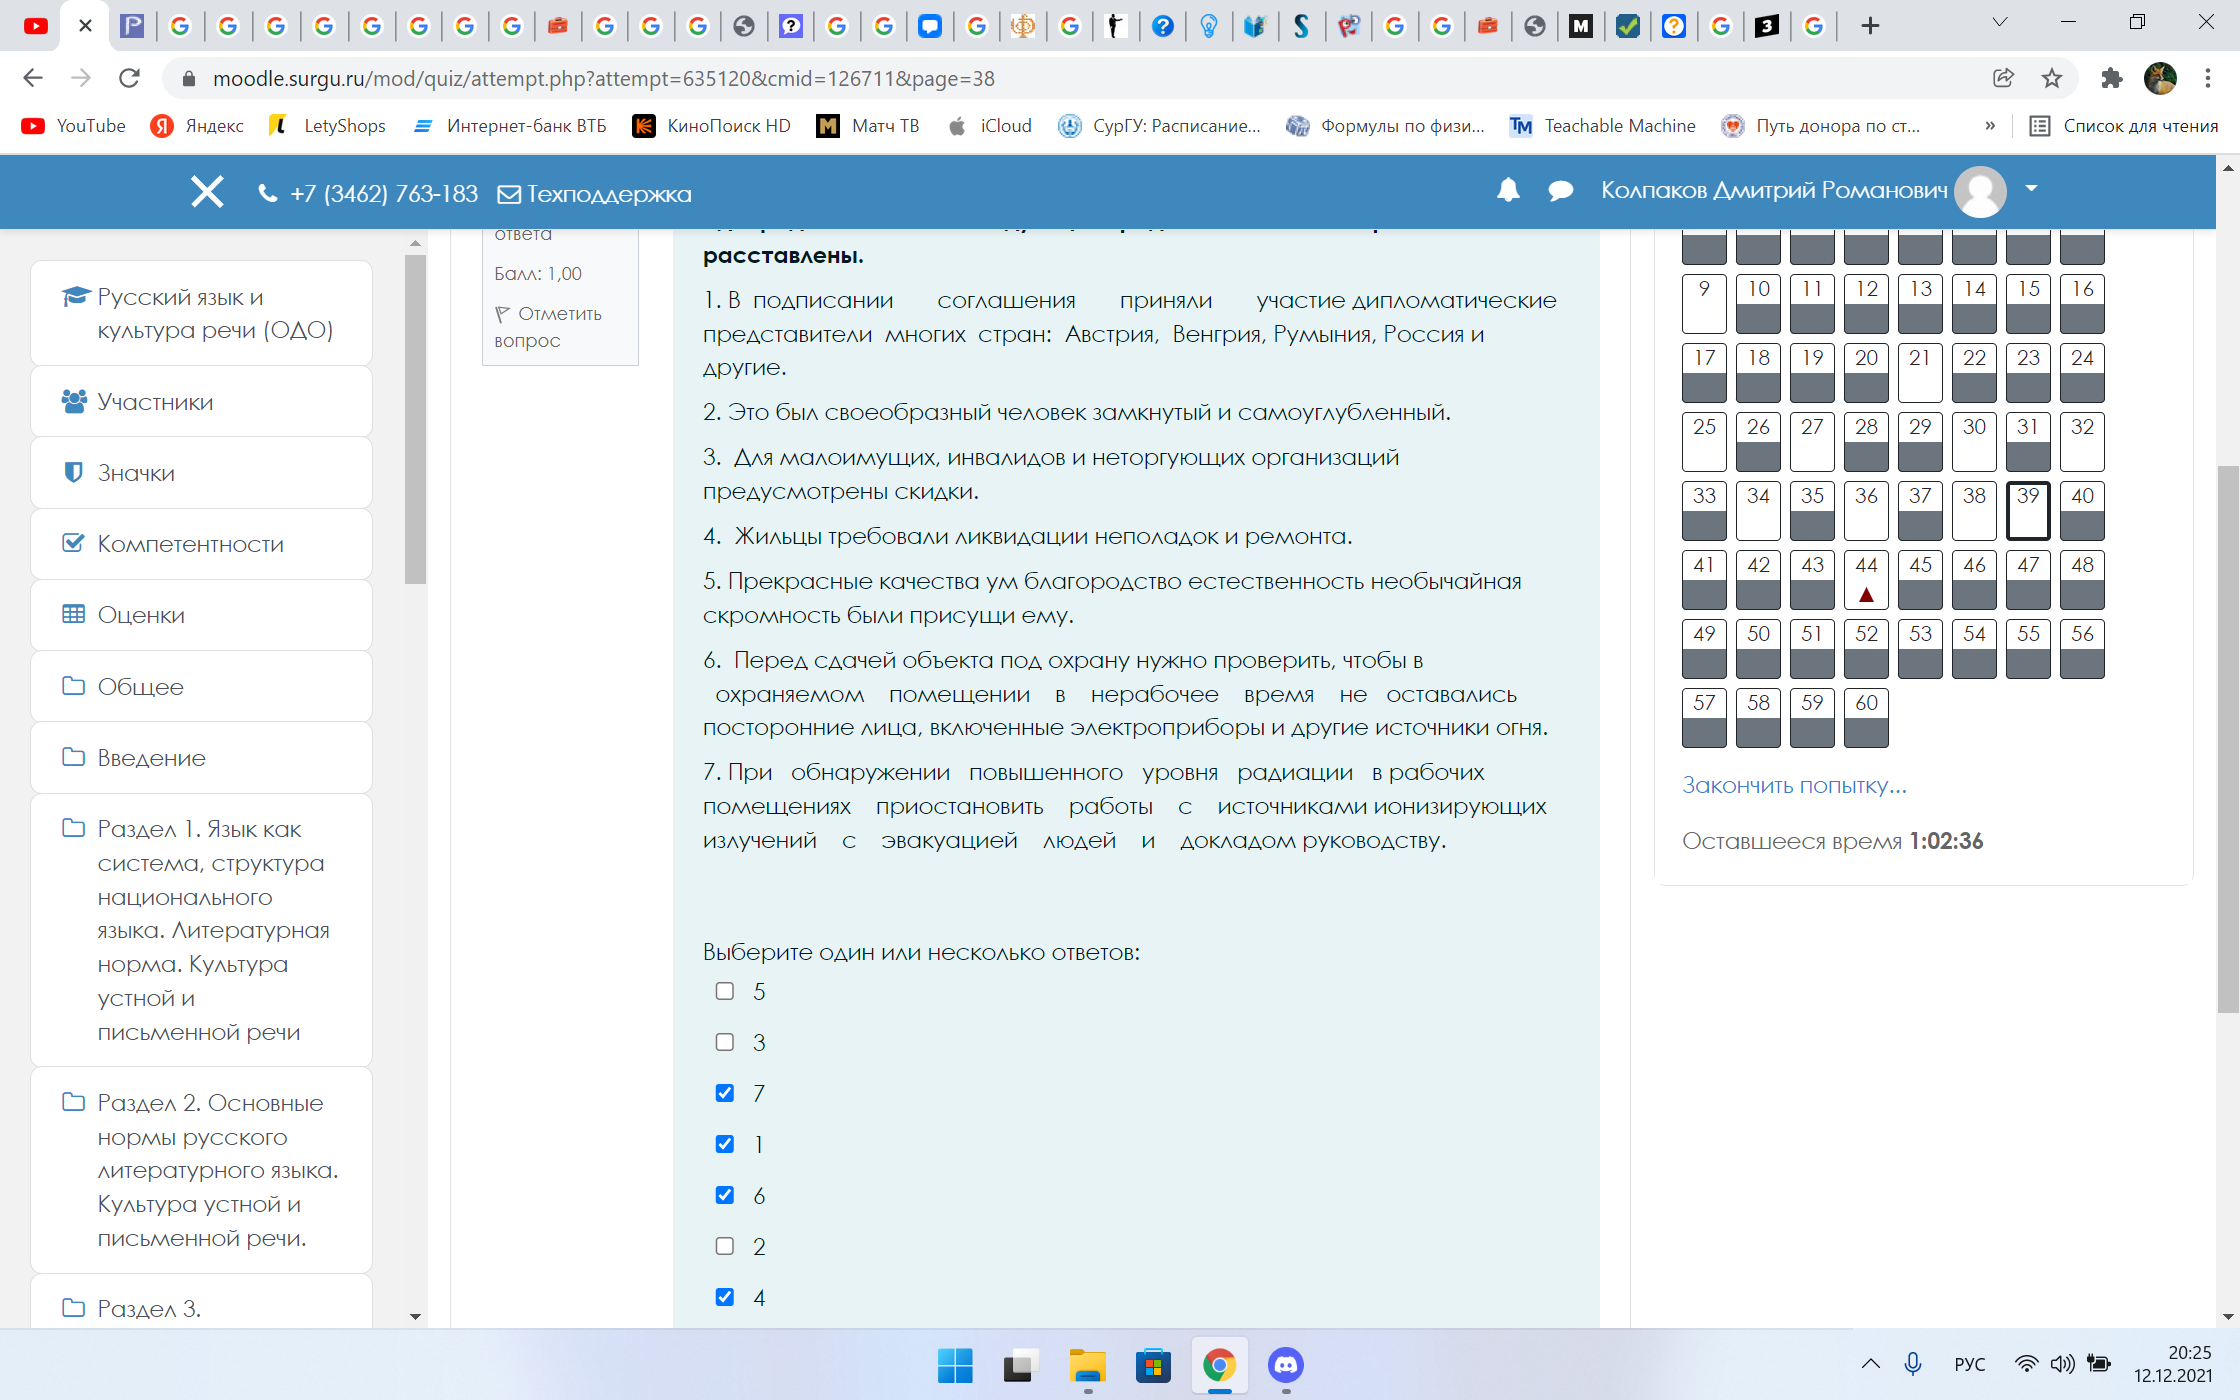 moodle.surgu.ru/mod/quiz/attempt.php?attempt=635120&cmid=126711&page=38
YouTube Яндекс LetyShops Интернет-банк ВТБ КиноПоиск HD Матч ТВ iCloud СурГУ: Расписание... Формулы по физи... Teachable Machine Путь донора по ст... » Список для чтения
+7 (3462) 763-183 Техподдержка Колпаков Дмитрий Романович
Русский язык и
культура речи (ОДО)
Участники
Значки
Компетентности
Оценки
Общее
Введение
Раздел 1. Язык как
система, структура
национального
языка. Литературная
норма. Культура
устной и
письменной речи
Раздел 2. Основные
нормы русского
литературного языка.
Культура устной и
письменной речи.
Раздел 3.
ответа
Балл: 1,00
Отметить
вопрос
расставлены.
1. В подписании соглашения приняли участие дипломатические
представители многих стран: Австрия, Венгрия, Румыния, Россия и
другие.
2. Это был своеобразный человек замкнутый и самоуглубленный.
3. Для малоимущих, инвалидов и неторгующих организаций
предусмотрены скидки.
4. Жильцы требовали ликвидации неполадок и ремонта.
5. Прекрасные качества ум благородство естественность необычайная
скромность были присущи ему.
6. Перед сдачей объекта под охрану нужно проверить, чтобы в
охраняемом помещении в нерабочее время не оставались
посторонние лица, включенные электроприборы и другие источники огня.
7. При обнаружении повышенного уровня радиации в рабочих
помещениях приостановить работы с источниками ионизирующих
излучений с эвакуацией людей и докладом руководству.
Выберите один или несколько ответов:
5
3
7
1
6
2
4
9 10 11 12 13 14 15 16
17 18 19 20 21 22 23 24
25 26 27 28 29 30 31 32
33 34 35 36 37 38 39 40
41 42 43 44 45 46 47 48
49 50 51 52 53 54 55 56
57 58 59 60
Закончить попытку...
Оставшееся время 1:02:36
РУС
20:25
12.12.2021